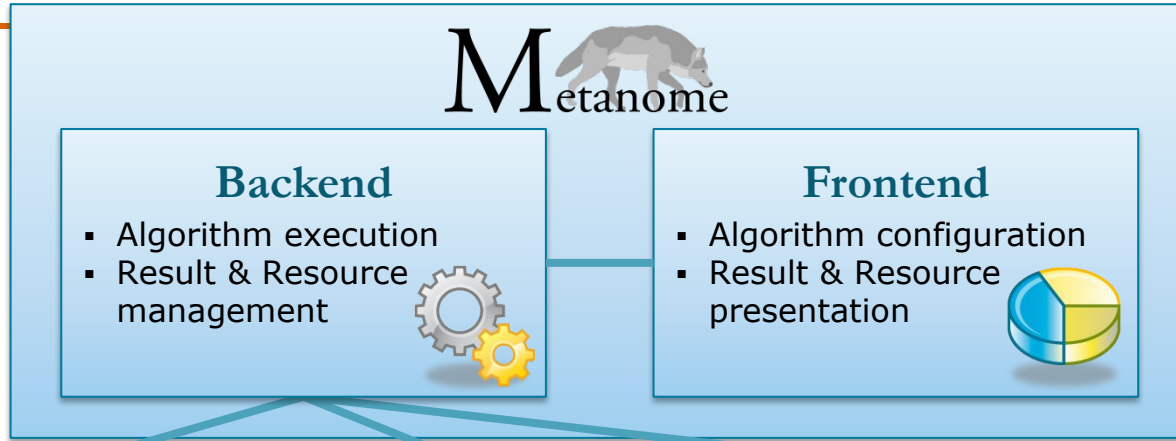 Metanome
Backend
▪ Algorithm execution
▪ Result & Resource
management
Frontend
▪ Algorithm configuration
▪ Result & Resource
presentation